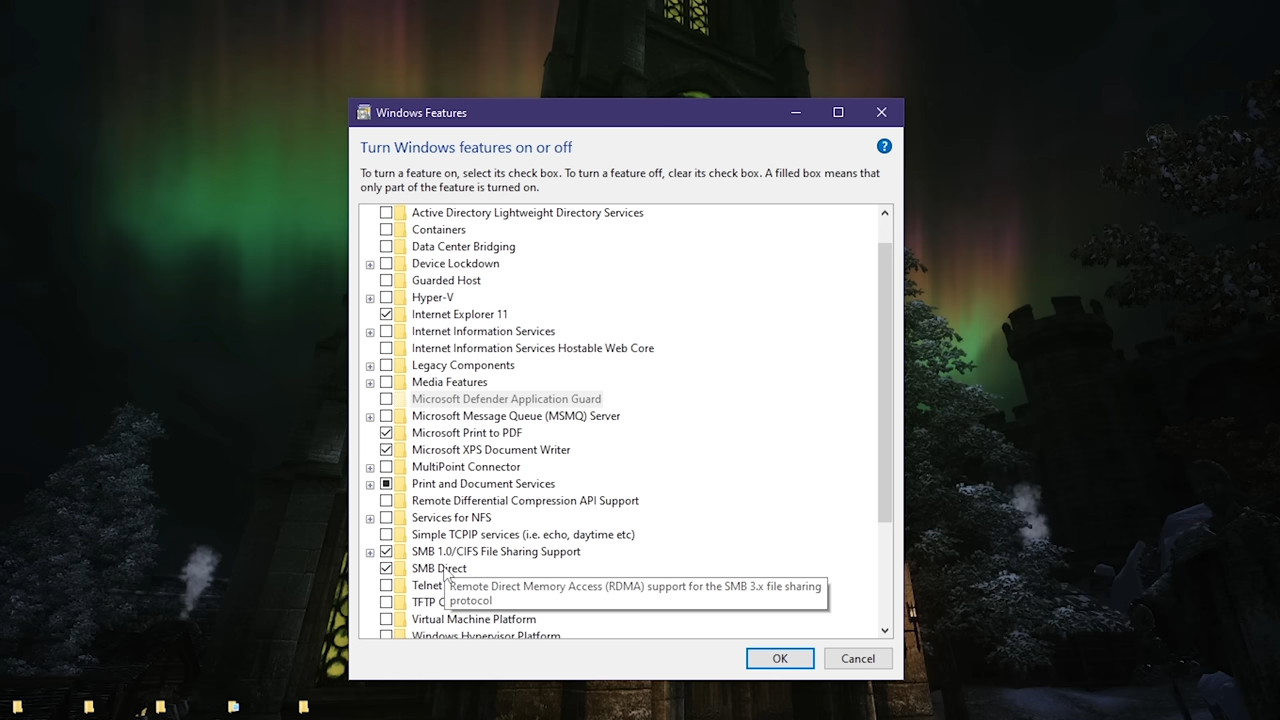 Windows Features
Turn Windows features on or off
?
To turn a feature on, select its check box. To turn a feature off, clear its check box. A filled box means that
only part of the feature is turned on.
Active Directory Lightweight Directory Services
Containers
Data Center Bridging
Device Lockdown
Guarded Host
Hyper-V
Internet Explorer 11
Internet Information Services
Internet Information Services Hostable Web Core
Legacy Components
Media Features
Microsoft Defender Application Guard
Microsoft Message Queue (MSMQ) Server
Microsoft Print to PDF
Microsoft XPS Document Writer
MultiPoint Connector
Print and Document Services
Remote Differential Compression API Support
Services for NFS
Simple TCPIP services (i.e. echo, daytime etc)
SMB 1.0/CIFS File Sharing Support
SMB Direct
Telnet
Remote Direct Memory Access (RDMA) support for the SMB 3.x file sharing
protocol
TFTP C
Virtual Machine Platform
Windows Hypervisor Platform
OK
Cancel